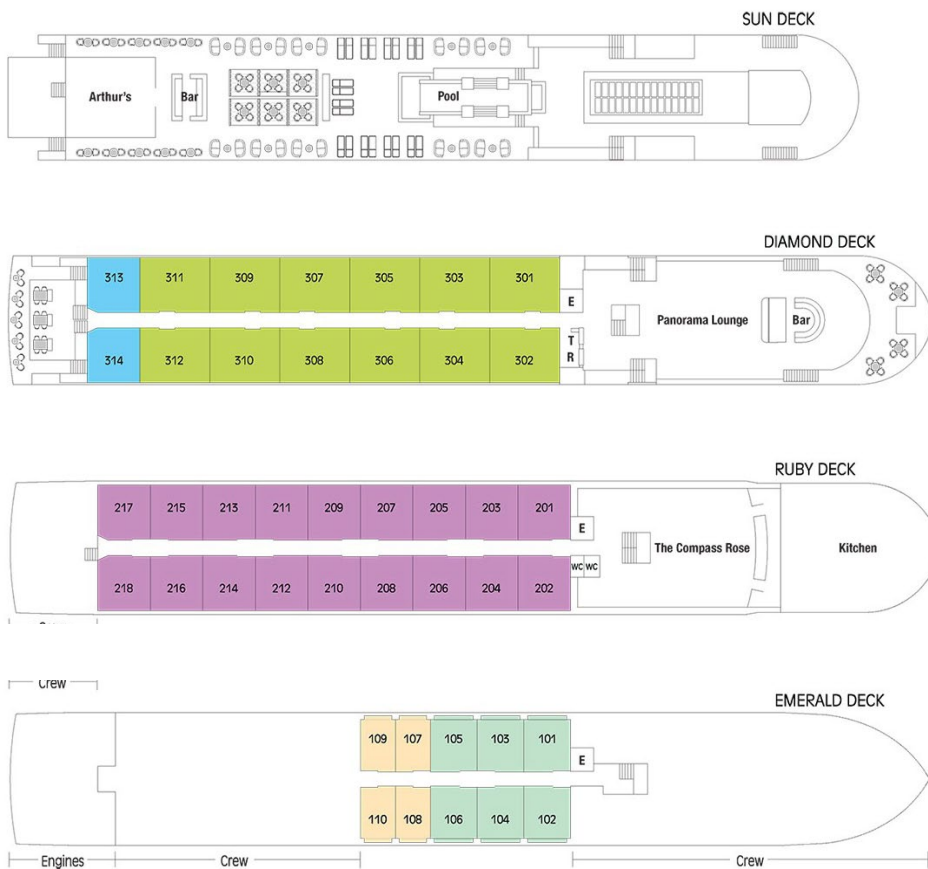 SUN DECK
Arthur's
Bar
Pool
DIAMOND DECK
313 311 309 307 305 303 301
E
Panorama Lounge
Bar
T
R
314 312 310 308 306 304 302
RUBY DECK
217 215 213 211 209 207 205 203 201
E
The Compass Rose
Kitchen
WC WC
218 216 214 212 210 208 206 204 202
Crew
EMERALD DECK
109 107 105 103 101
E
110 108 106 104 102
Engines
Crew
Crew